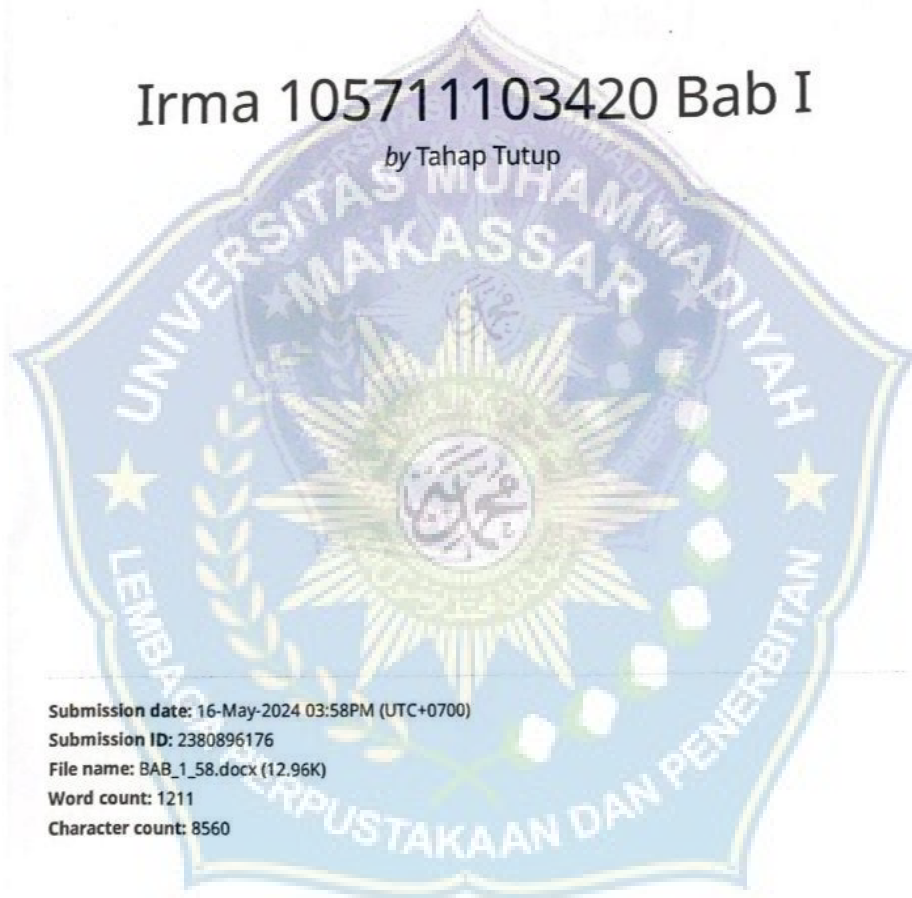 Irma 105711103420 Bab I
by Tahap Tutup
UNIVERSITAS MUHAMMADIYAH
MAKASSAR
LEMBAGA PERPUSTAKAAN DAN PENERBITAN
Submission date: 16-May-2024 03:58PM (UTC+0700)
Submission ID: 2380896176
File name: BAB_1_58.docx (12.96K)
Word count: 1211
Character count: 8560